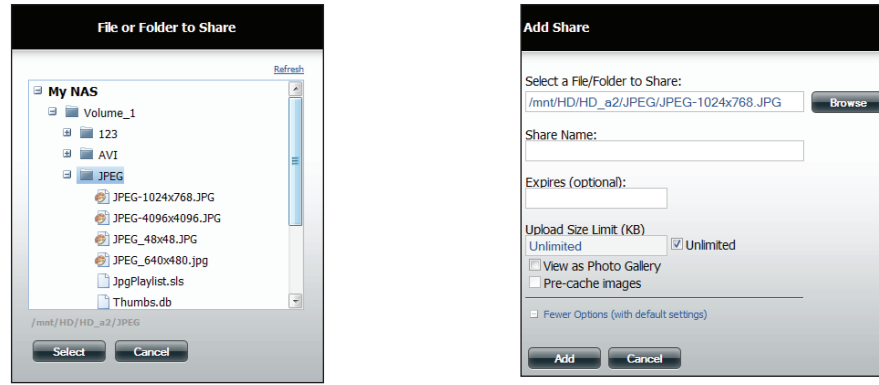 File or Folder to Share
Refresh
My NAS
Volume_1
123
AVI
JPEG
JPEG-1024x768.JPG
JPEG-4096x4096.JPG
JPEG_48x48.JPG
JPEG_640x480.jpg
JpgPlaylist.sls
Thumbs.db
/mnt/HD/HD_a2/JPEG
Select Cancel
Add Share
Select a File/Folder to Share:
/mnt/HD/HD_a2/JPEG/JPEG-1024x768.JPG Browse
Share Name:
Expires (optional):
Upload Size Limit (KB)
Unlimited Unlimited
View as Photo Gallery
Pre-cache images
Fewer Options (with default settings)
Add Cancel